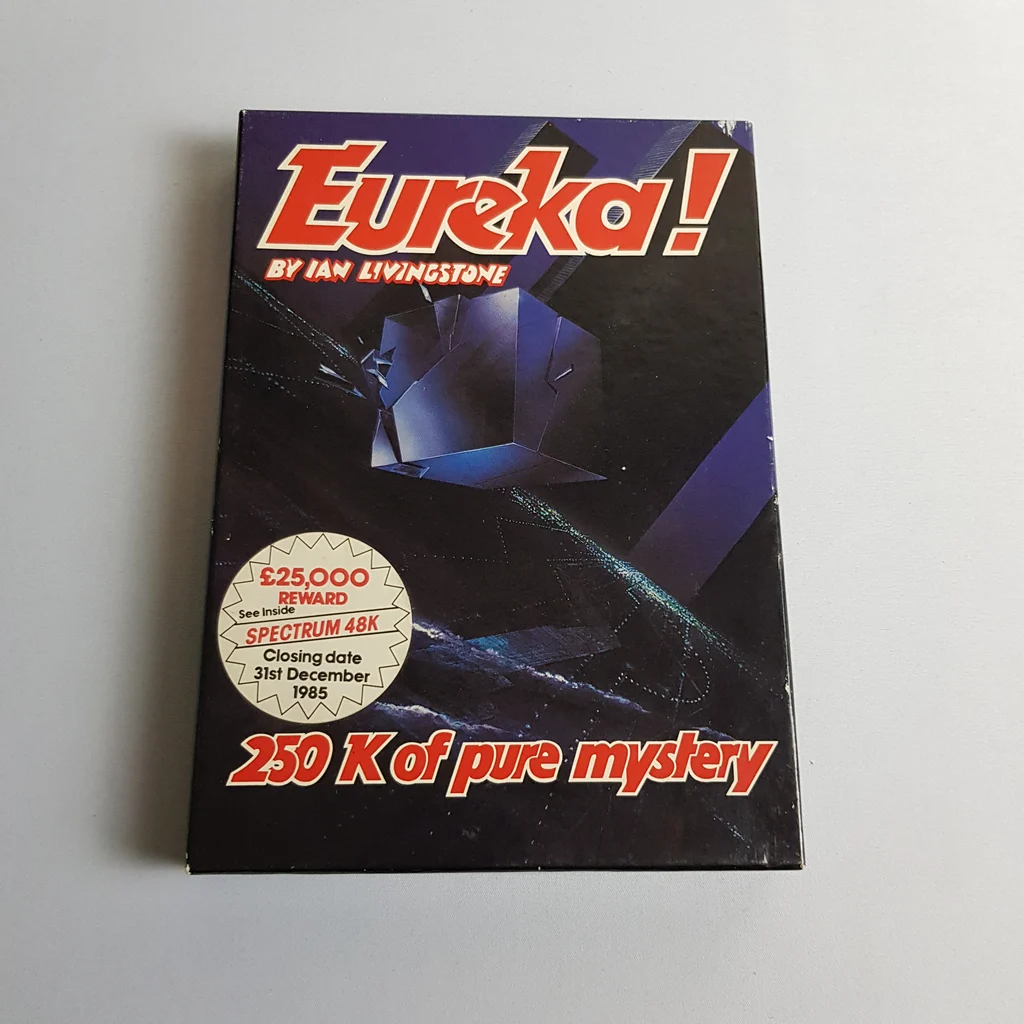 Eureka!
BY IAN LIVINGSTONE
£25,000
REWARD
See Inside
SPECTRUM 48K
Closing date
31st December
1985
250 K of pure mystery